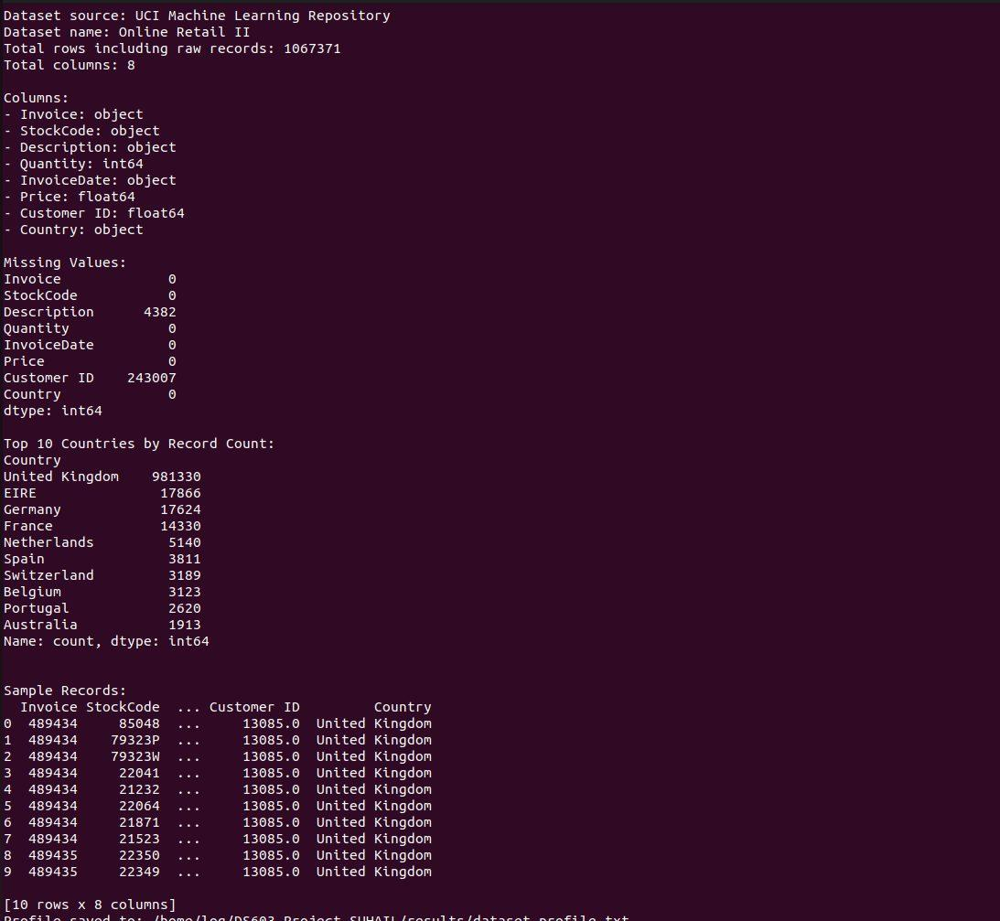 Dataset source: UCI Machine Learning Repository
Dataset name: Online Retail II
Total rows including raw records: 1067371
Total columns: 8
Columns:
- Invoice: object
- StockCode: object
- Description: object
- Quantity: int64
- InvoiceDate: object
- Price: float64
- Customer ID: float64
- Country: object
Missing Values:
Invoice 0
StockCode 0
Description 4382
Quantity 0
InvoiceDate 0
Price 0
Customer ID 243007
Country 0
dtype: int64
Top 10 Countries by Record Count:
Country
United Kingdom 981330
EIRE 17866
Germany 17624
France 14330
Netherlands 5140
Spain 3811
Switzerland 3189
Belgium 3123
Portugal 2620
Australia 1913
Name: count, dtype: int64
Sample Records:
Invoice StockCode ... Customer ID Country
0 489434 85048 ... 13085.0 United Kingdom
1 489434 79323P ... 13085.0 United Kingdom
2 489434 79323W ... 13085.0 United Kingdom
3 489434 22041 ... 13085.0 United Kingdom
4 489434 21232 ... 13085.0 United Kingdom
5 489434 22064 ... 13085.0 United Kingdom
6 489434 21871 ... 13085.0 United Kingdom
7 489434 21523 ... 13085.0 United Kingdom
8 489435 22350 ... 13085.0 United Kingdom
9 489435 22349 ... 13085.0 United Kingdom
[10 rows x 8 columns]
Profile saved to: /home/log/DS603_Project_SUHAIL/results/dataset_profile.txt